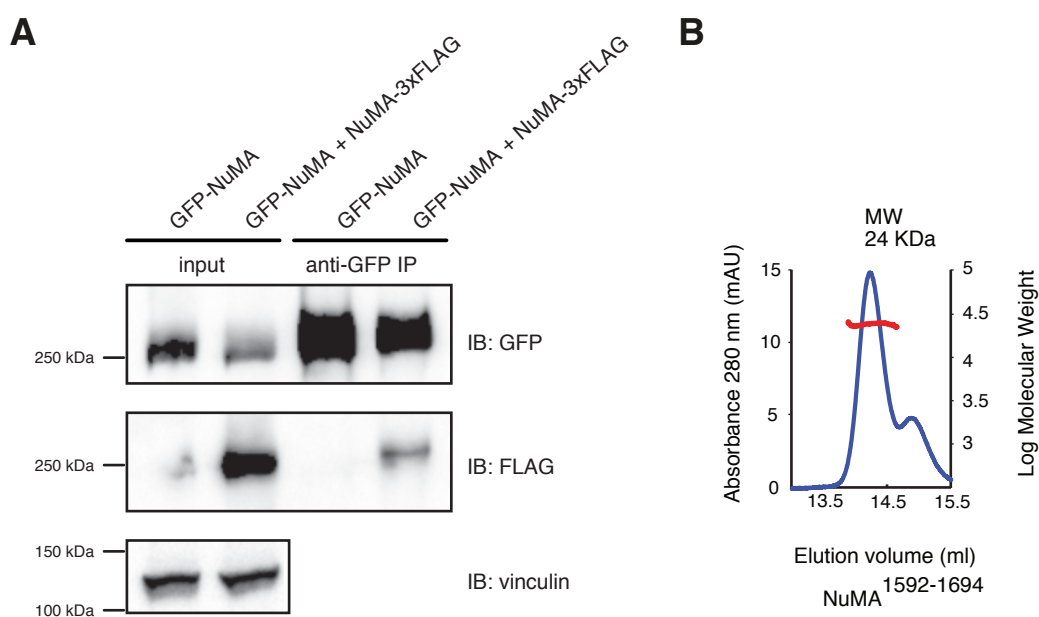 A
GFP-NuMA
GFP-NuMA + NuMA-3xFLAG
GFP-NuMA
GFP-NuMA + NuMA-3xFLAG
input
anti-GFP IP
250 kDa
IB: GFP
250 kDa
IB: FLAG
150 kDa
100 kDa
IB: vinculin
B
MW
24 KDa
Absorbance 280 nm (mAU)
15
10
5
0
5
4.5
4
3.5
3
Log Molecular Weight
13.5 14.5 15.5
Elution volume (ml)
NuMA1592-1694